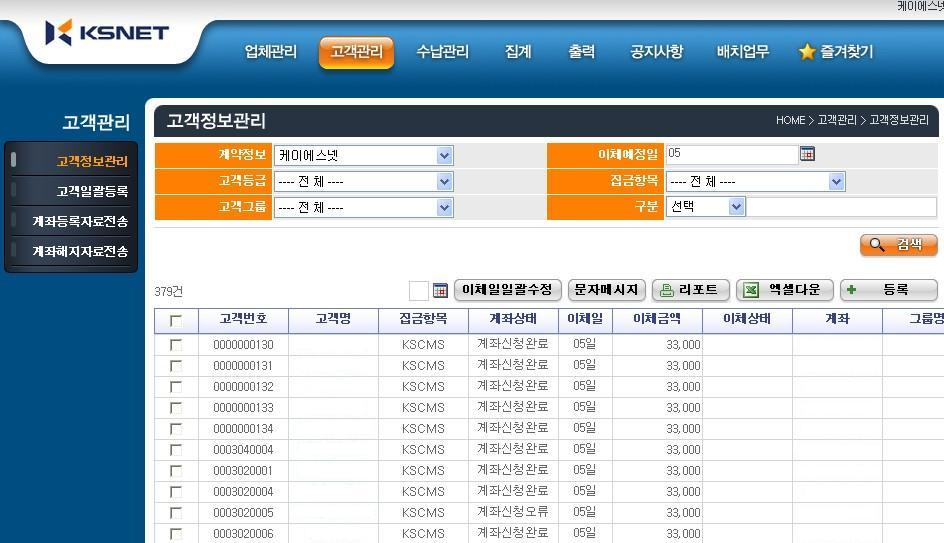 케이에스넷
KSNET
업체관리 고객관리 수납관리 집계 출력 공지사항 배치업무 즐겨찾기
고객관리
고객정보관리
고객일괄등록
계좌등록자료전송
계좌해지자료전송
고객정보관리 HOME > 고객관리 > 고객정보관리
계약정보 케이에스넷 이체예정일 05
고객등급 ---- 전 체 ---- 집금항목 ---- 전 체 ----
고객그룹 ---- 전 체 ---- 구분 선택
검색
379건 이체일일괄수정 문자메시지 리포트 엑셀다운 등록
고객번호 고객명 집금항목 계좌상태 이체일 이체금액 이체상태 계좌 그룹명
0000000130 KSCMS 계좌신청완료 05일 33,000
0000000131 KSCMS 계좌신청완료 05일 33,000
0000000132 KSCMS 계좌신청완료 05일 33,000
0000000133 KSCMS 계좌신청완료 05일 33,000
0000000134 KSCMS 계좌신청완료 05일 33,000
0003040004 KSCMS 계좌신청완료 05일 33,000
0003020001 KSCMS 계좌신청완료 05일 33,000
0003020004 KSCMS 계좌신청완료 05일 33,000
0003020005 KSCMS 계좌신청오류 05일 33,000
0003020006 KSCMS 계좌신청완료 05일 33,000